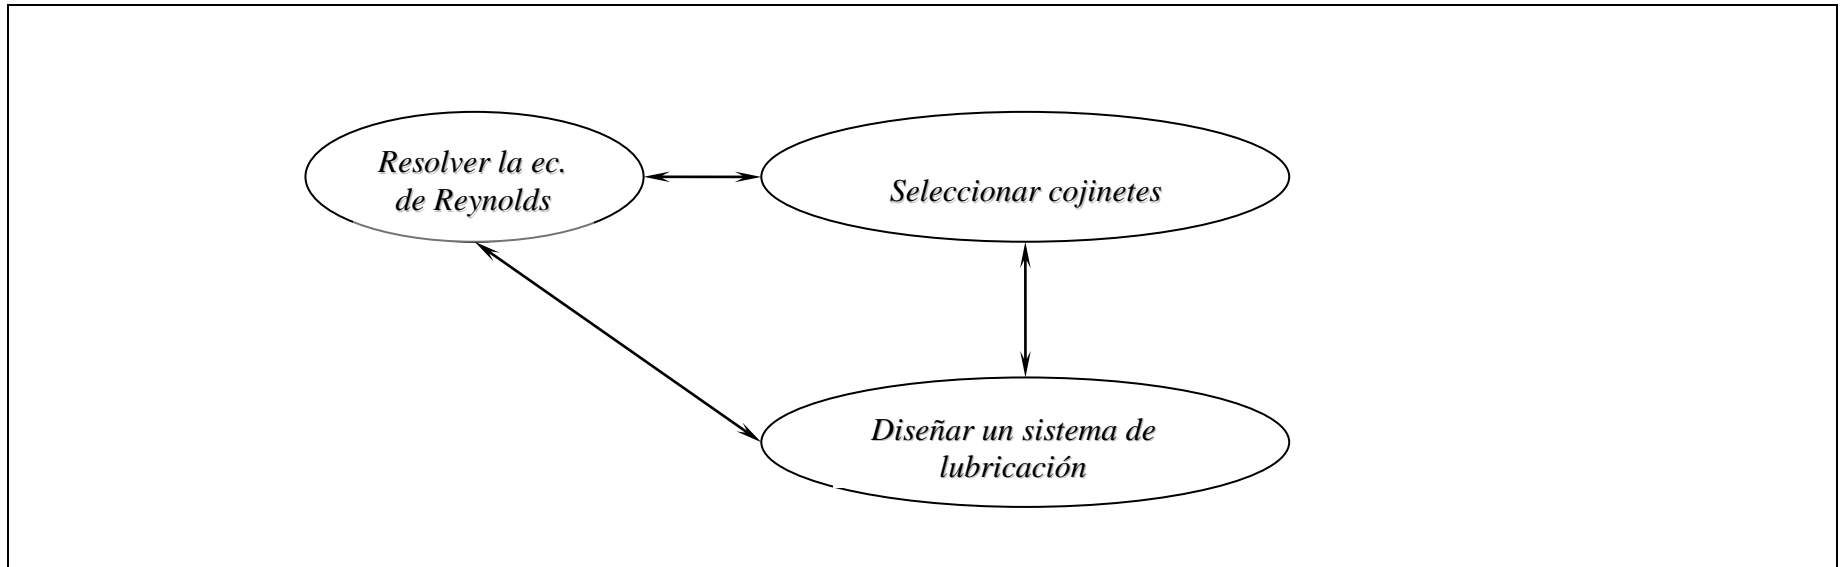 Resolver la ec.
de Reynolds
Seleccionar cojinetes
Diseñar un sistema de
lubricación